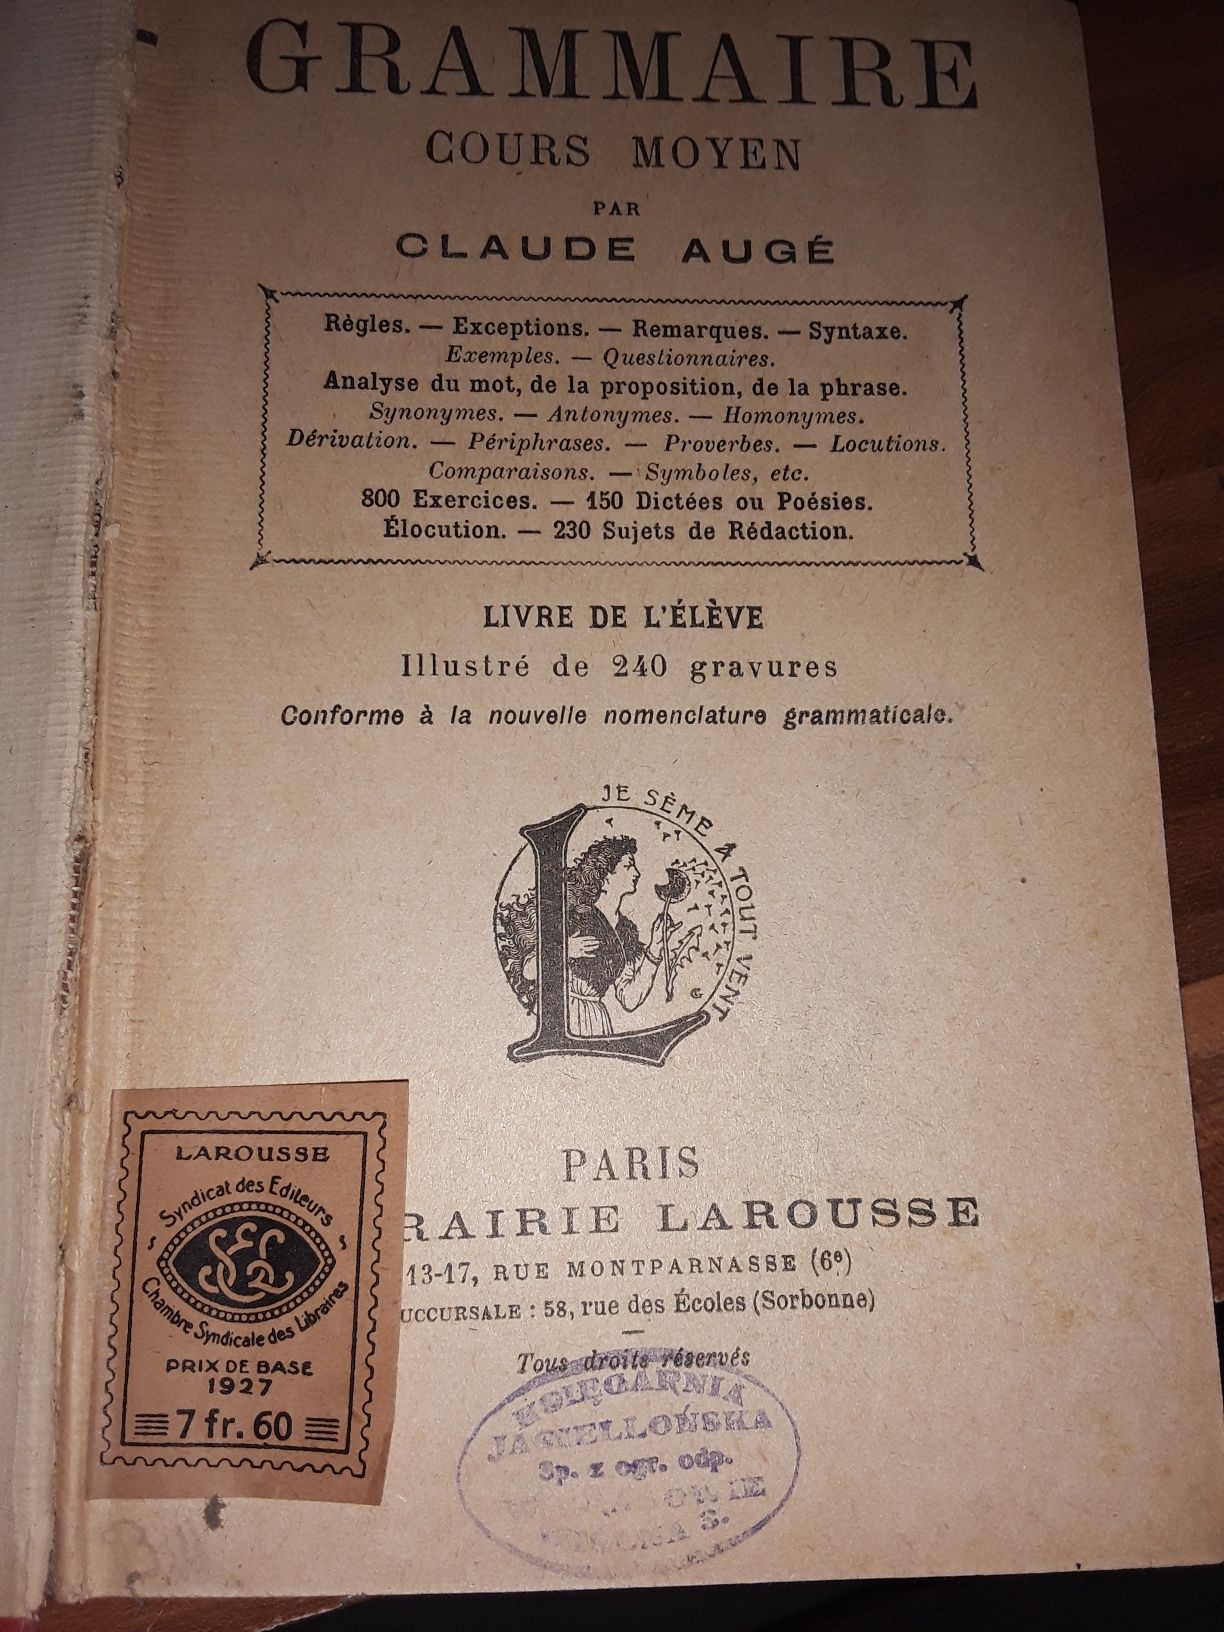 GRAMMAIRE
COURS MOYEN
PAR
CLAUDE AUGÉ
Règles. — Exceptions. — Remarques. — Syntaxe.
Exemples. — Questionnaires.
Analyse du mot, de la proposition, de la phrase.
Synonymes. — Antonymes. — Homonymes.
Dérivation. — Périphrases. — Proverbes. — Locutions.
Comparaisons. — Symboles, etc.
800 Exercices. — 150 Dictées ou Poésies.
Élocution. — 230 Sujets de Rédaction.
LIVRE DE L'ÉLÈVE
Illustré de 240 gravures
Conforme à la nouvelle nomenclature grammaticale.
JE SÈME À TOUT VENT
PARIS
RAIRIE LAROUSSE
13-17, RUE MONTPARNASSE (6e)
UCCURSALE : 58, rue des Écoles (Sorbonne)
Tous droits réservés
LAROUSSE
Syndicat des Editeurs
Chambre Syndicale des Libraires
PRIX DE BASE
1927
7 fr. 60
KSIĘGARNIA
JAGIELLOŃSKA
Sp. z ogr. odp.